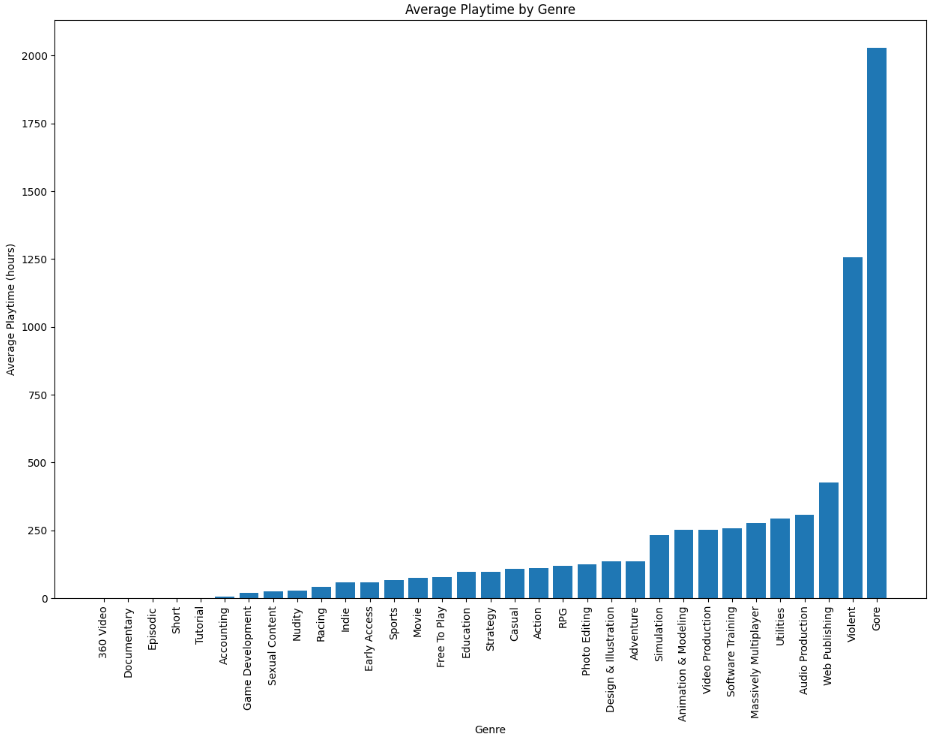 Average Playtime by Genre
Average Playtime (hours)
2000
1750
1500
1250
1000
750
500
250
0
360 Video
Documentary
Episodic
Short
Tutorial
Accounting
Game Development
Sexual Content
Nudity
Racing
Indie
Early Access
Sports
Movie
Free To Play
Education
Strategy
Casual
Action
RPG
Photo Editing
Design & Illustration
Adventure
Simulation
Animation & Modeling
Video Production
Software Training
Massively Multiplayer
Utilities
Audio Production
Web Publishing
Violent
Gore
Genre